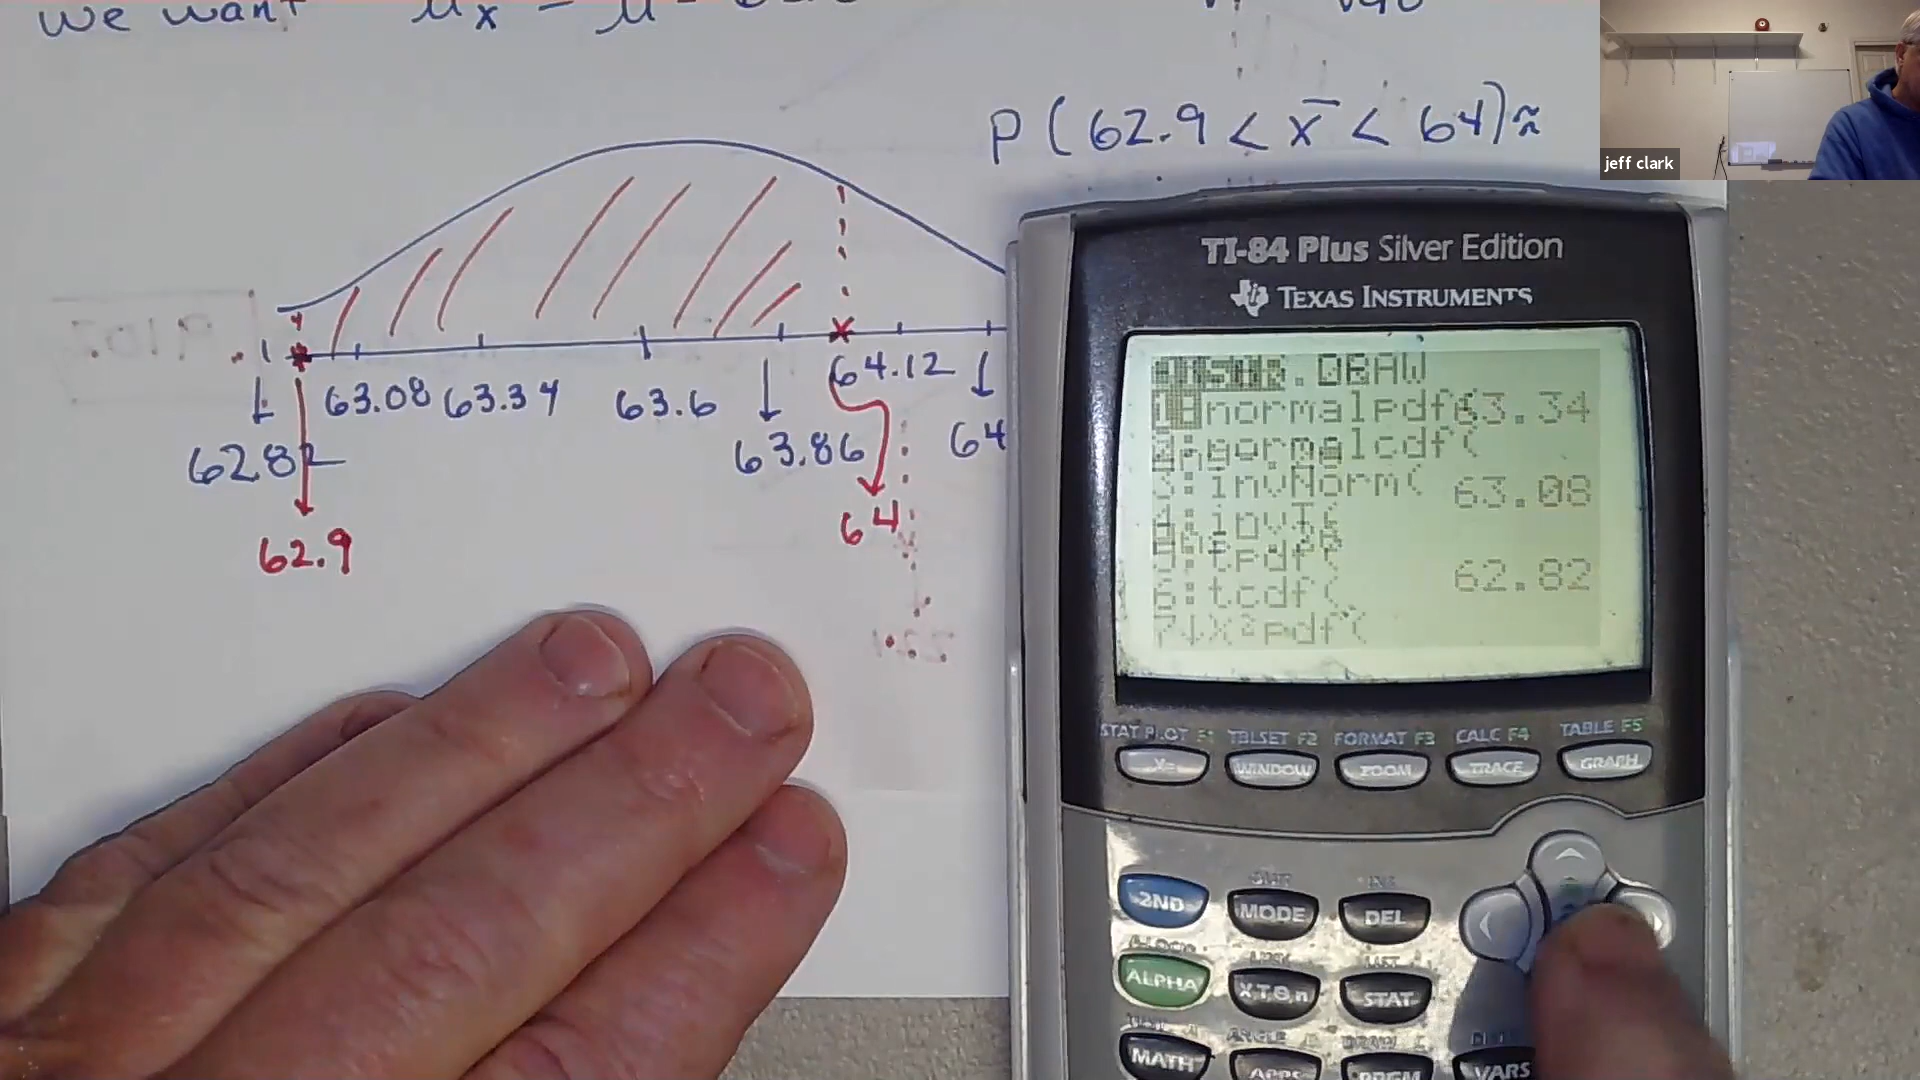 we want
P(62.9 < x̄ < 64) ≈
jeff clark
63.08 63.34 63.6 64.12
62.82 63.86 64
62.9 64
TI-84 Plus Silver Edition
TEXAS INSTRUMENTS
DRAW
1:normalpdf( 63.34
2:normalcdf(
3:invNorm( 63.08
4:invT(
5:tpdf( 62.82
6:tcdf(
7↓X²pdf(
STAT PLOT F1 TBLSET F2 FORMAT F3 CALC F4 TABLE F5
Y= WINDOW ZOOM TRACE GRAPH
2ND MODE DEL
ALPHA X,T,θ,n STAT
MATH APPS PRGM VARS